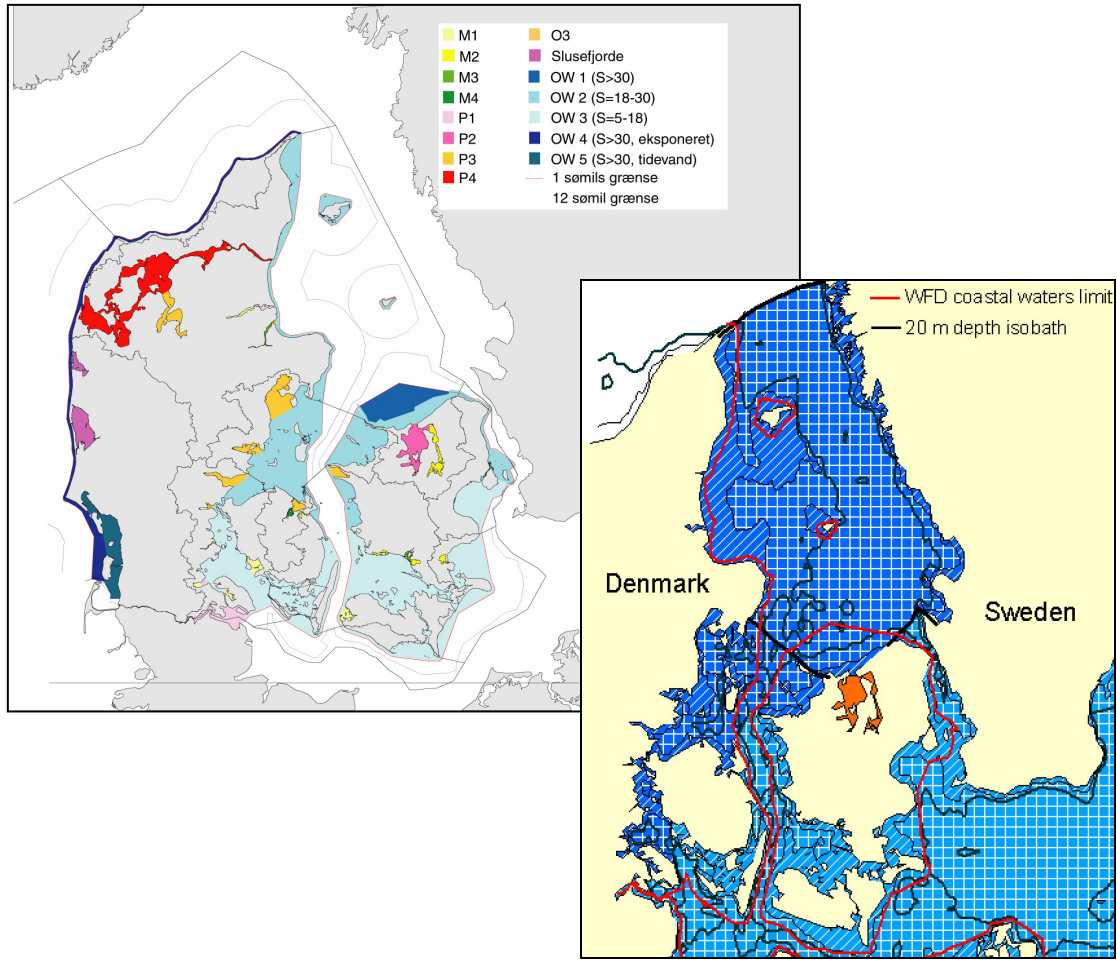 M1
M2
M3
M4
P1
P2
P3
P4
O3
Slusefjorde
OW 1 (S>30)
OW 2 (S=18-30)
OW 3 (S=5-18)
OW 4 (S>30, eksponeret)
OW 5 (S>30, tidevand)
1 sømils grænse
12 sømil grænse
WFD coastal waters limit
20 m depth isobath
Denmark
Sweden